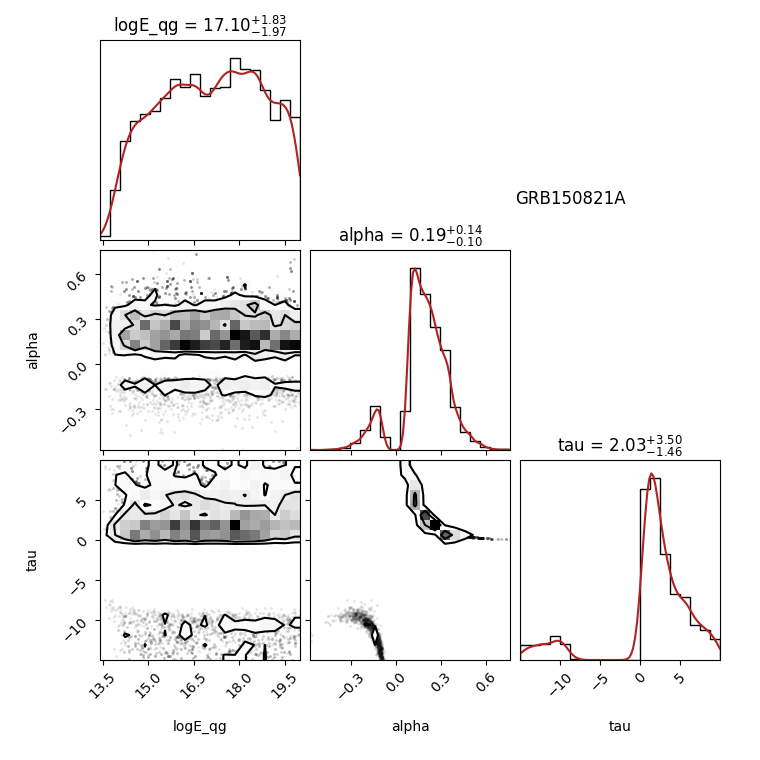 logE_qg = 17.10+1.83 −1.97
GRB150821A
alpha = 0.19+0.14 −0.10
0.6
0.3
0.0
−0.3
alpha
tau = 2.03+3.50 −1.46
5
0
−5
−10
tau
13.5 15.0 16.5 18.0 19.5
−0.3 0.0 0.3 0.6
−10 −5 0 5
logE_qg alpha tau